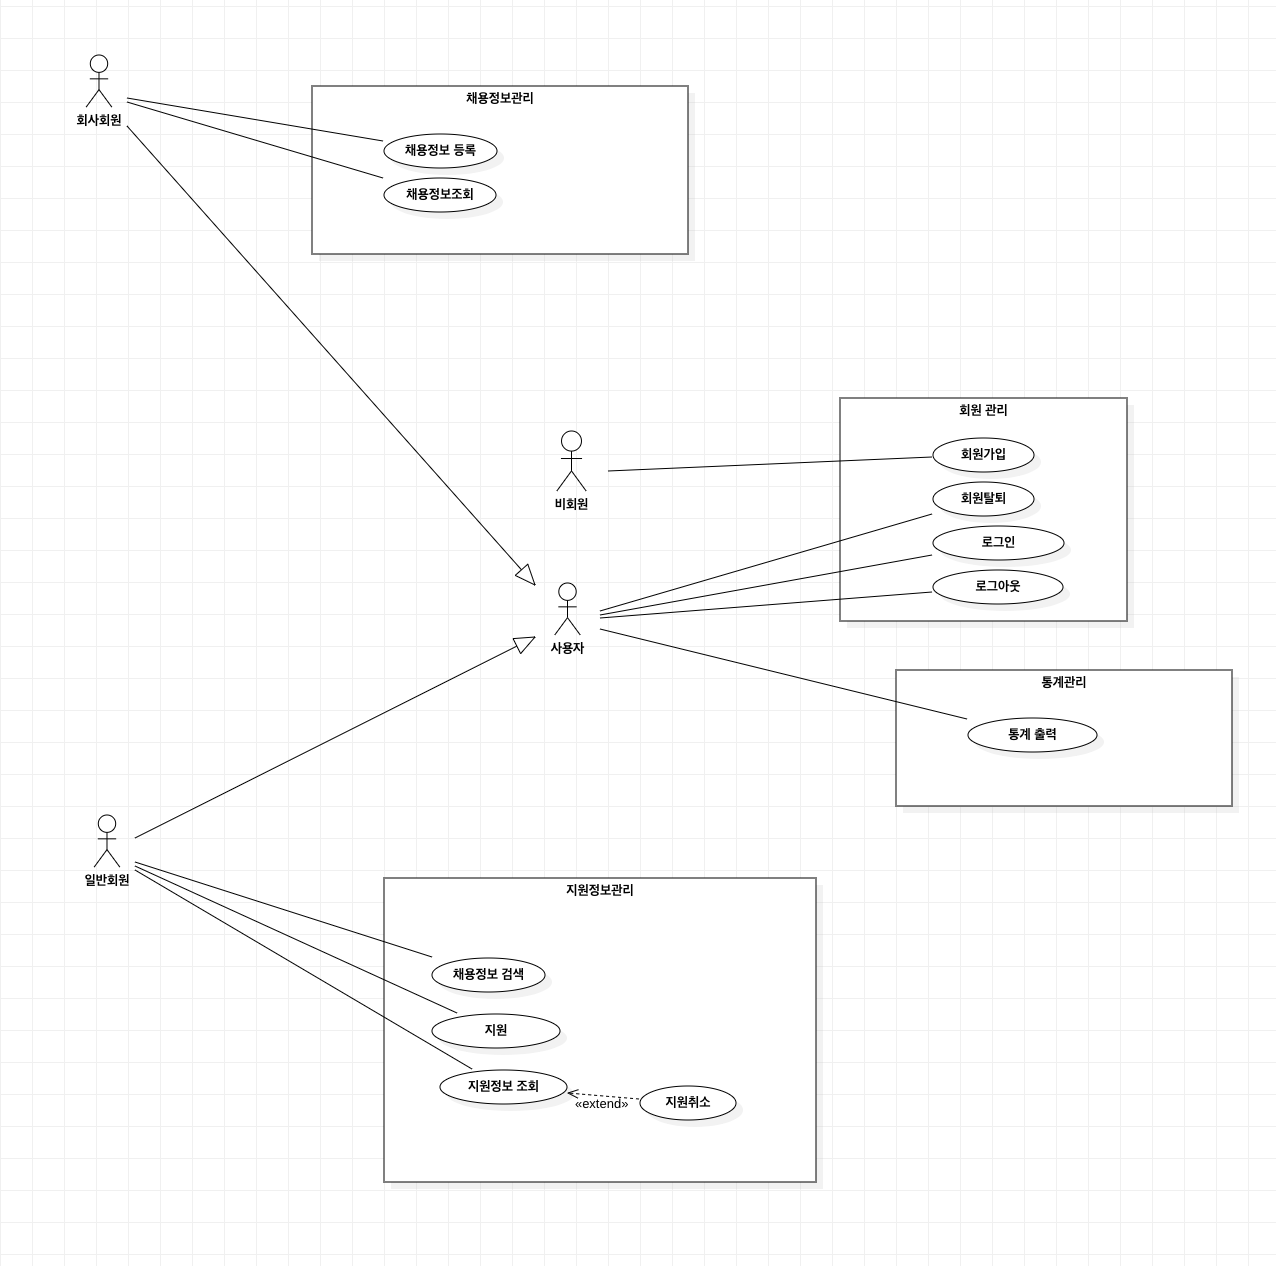 회사회원
채용정보관리
채용정보 등록
채용정보조회
비회원
회원 관리
회원가입
회원탈퇴
로그인
로그아웃
사용자
통계관리
통계 출력
일반회원
지원정보관리
채용정보 검색
지원
지원정보 조회
«extend»
지원취소